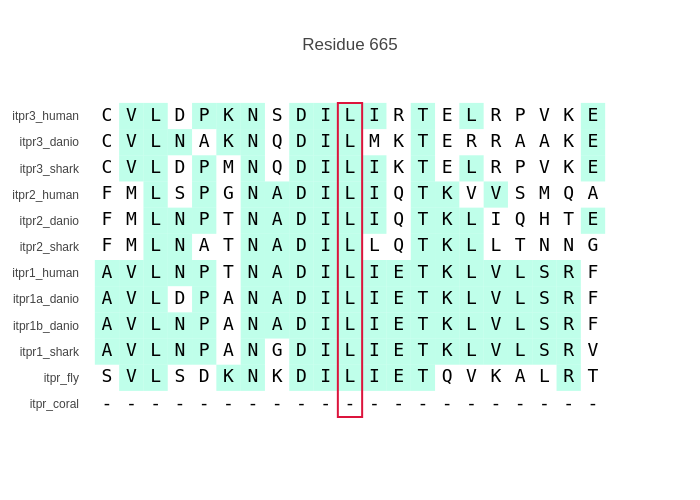 Residue 665
itpr3_human C V L D P K N S D I L I R T E L R P V K E
itpr3_danio C V L N A K N Q D I L M K T E R R A A K E
itpr3_shark C V L D P M N Q D I L I K T E L R P V K E
itpr2_human F M L S P G N A D I L I Q T K V V S M Q A
itpr2_danio F M L N P T N A D I L I Q T K L I Q H T E
itpr2_shark F M L N A T N A D I L L Q T K L L T N N G
itpr1_human A V L N P T N A D I L I E T K L V L S R F
itpr1a_danio A V L D P A N A D I L I E T K L V L S R F
itpr1b_danio A V L N P A N A D I L I E T K L V L S R F
itpr1_shark A V L N P A N G D I L I E T K L V L S R V
itpr_fly S V L S D K N K D I L I E T Q V K A L R T
itpr_coral - - - - - - - - - - - - - - - - - - - - -